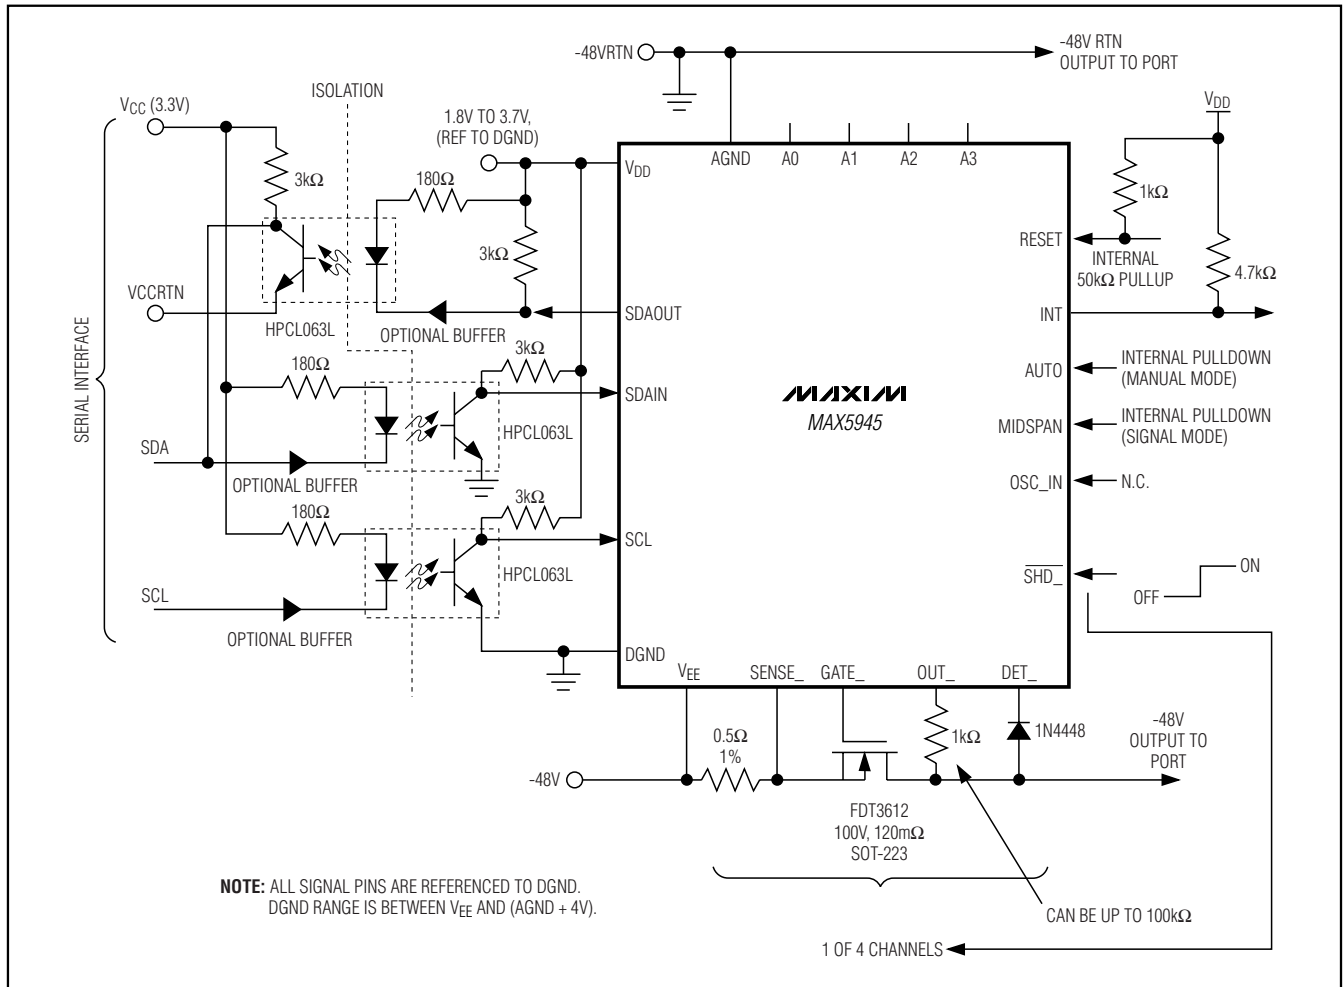 -48VRTN
-48V RTN
OUTPUT TO PORT
ISOLATION
VCC (3.3V)
1.8V TO 3.7V,
(REF TO DGND)
VDD
VDD
AGND
A0
A1
A2
A3
3kΩ
180Ω
1kΩ
3kΩ
RESET
INTERNAL
50kΩ PULLUP
4.7kΩ
VCCRTN
HPCL063L
OPTIONAL BUFFER
SDAOUT
INT
SERIAL INTERFACE
180Ω
3kΩ
SDAIN
MAXIM
MAX5945
AUTO
INTERNAL PULLDOWN
(MANUAL MODE)
MIDSPAN
INTERNAL PULLDOWN
(SIGNAL MODE)
HPCL063L
SDA
OPTIONAL BUFFER
OSC_IN
N.C.
180Ω
3kΩ
SCL
HPCL063L
SHD_
OFF
ON
SCL
OPTIONAL BUFFER
DGND
VEE
SENSE_
GATE_
OUT_
DET_
0.5Ω
1%
1kΩ
1N4448
-48V
OUTPUT TO
PORT
-48V
FDT3612
100V, 120mΩ
SOT-223
NOTE: ALL SIGNAL PINS ARE REFERENCED TO DGND.
DGND RANGE IS BETWEEN VEE AND (AGND + 4V).
CAN BE UP TO 100kΩ
1 OF 4 CHANNELS